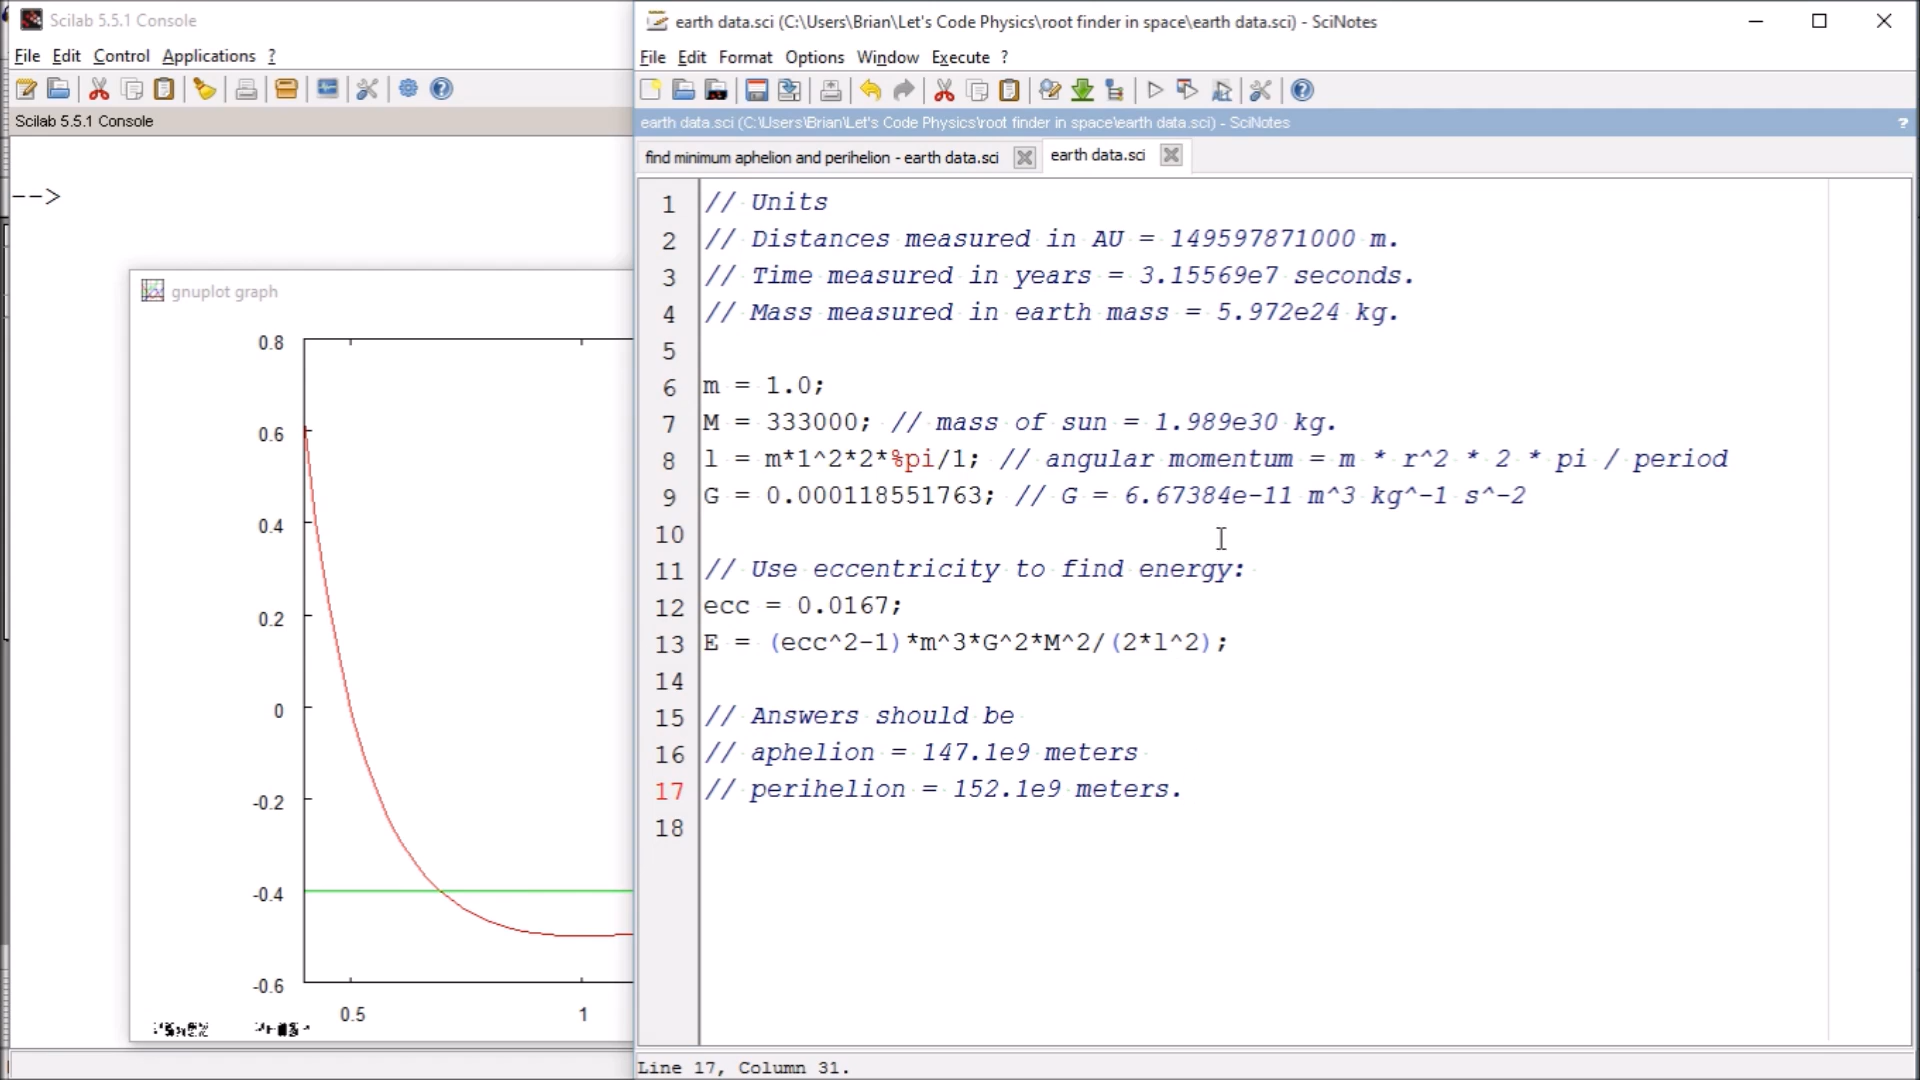 Scilab 5.5.1 Console
File Edit Control Applications ?
Scilab 5.5.1 Console
-->
gnuplot graph
0.8
0.6
0.4
0.2
0
-0.2
-0.4
-0.6
0.5 1
earth data.sci (C:\Users\Brian\Let's Code Physics\root finder in space\earth data.sci) - SciNotes
File Edit Format Options Window Execute ?
earth data.sci (C:\Users\Brian\Let's Code Physics\root finder in space\earth data.sci) - SciNotes ?
find minimum aphelion and perihelion - earth data.sci earth data.sci
1 // Units
2 // Distances measured in AU = 149597871000 m.
3 // Time measured in years = 3.15569e7 seconds.
4 // Mass measured in earth mass = 5.972e24 kg.
5
6 m = 1.0;
7 M = 333000; // mass of sun = 1.989e30 kg.
8 l = m*1^2*2*%pi/1; // angular momentum = m * r^2 * 2 * pi / period
9 G = 0.000118551763; // G = 6.67384e-11 m^3 kg^-1 s^-2
10
11 // Use eccentricity to find energy:
12 ecc = 0.0167;
13 E = (ecc^2-1)*m^3*G^2*M^2/(2*l^2);
14
15 // Answers should be
16 // aphelion = 147.1e9 meters
17 // perihelion = 152.1e9 meters.
18
Line 17, Column 31.